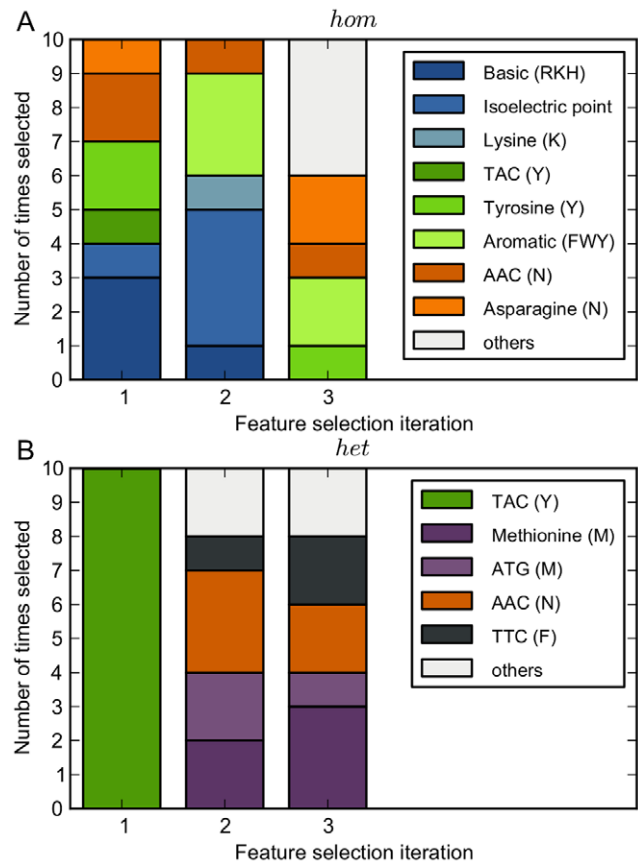 A
hom
10
9
8
7
6
5
4
3
2
1
0
Number of times selected
Basic (RKH)
Isoelectric point
Lysine (K)
TAC (Y)
Tyrosine (Y)
Aromatic (FWY)
AAC (N)
Asparagine (N)
others
1 2 3
Feature selection iteration
B
het
10
9
8
7
6
5
4
3
2
1
0
Number of times selected
TAC (Y)
Methionine (M)
ATG (M)
AAC (N)
TTC (F)
others
1 2 3
Feature selection iteration